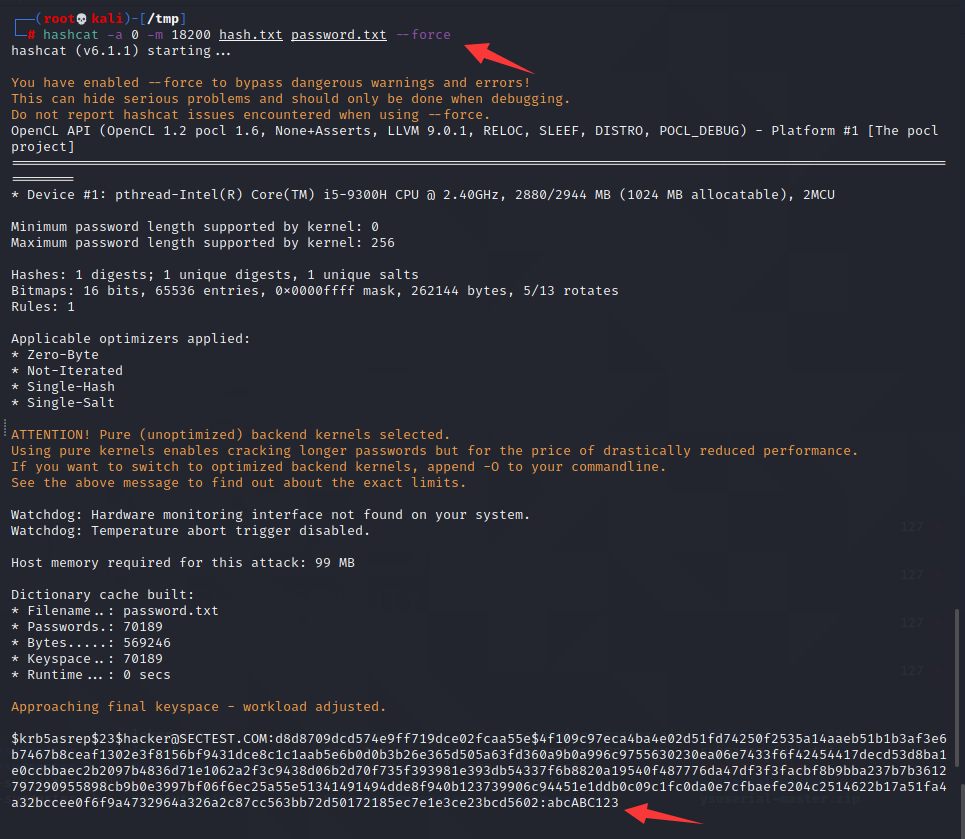 ┌──(root💀kali)-[/tmp]
└─# hashcat -a 0 -m 18200 hash.txt password.txt --force
hashcat (v6.1.1) starting...
You have enabled --force to bypass dangerous warnings and errors!
This can hide serious problems and should only be done when debugging.
Do not report hashcat issues encountered when using --force.
OpenCL API (OpenCL 1.2 pocl 1.6, None+Asserts, LLVM 9.0.1, RELOC, SLEEF, DISTRO, POCL_DEBUG) - Platform #1 [The pocl
project]
* Device #1: pthread-Intel(R) Core(TM) i5-9300H CPU @ 2.40GHz, 2880/2944 MB (1024 MB allocatable), 2MCU
Minimum password length supported by kernel: 0
Maximum password length supported by kernel: 256
Hashes: 1 digests; 1 unique digests, 1 unique salts
Bitmaps: 16 bits, 65536 entries, 0x0000ffff mask, 262144 bytes, 5/13 rotates
Rules: 1
Applicable optimizers applied:
* Zero-Byte
* Not-Iterated
* Single-Hash
* Single-Salt
ATTENTION! Pure (unoptimized) backend kernels selected.
Using pure kernels enables cracking longer passwords but for the price of drastically reduced performance.
If you want to switch to optimized backend kernels, append -O to your commandline.
See the above message to find out about the exact limits.
Watchdog: Hardware monitoring interface not found on your system.
Watchdog: Temperature abort trigger disabled.
Host memory required for this attack: 99 MB
Dictionary cache built:
* Filename..: password.txt
* Passwords.: 70189
* Bytes.....: 569246
* Keyspace..: 70189
* Runtime...: 0 secs
Approaching final keyspace - workload adjusted.
$krb5asrep$23$hacker@SECTEST.COM:d8d8709dcd574e9ff719dce02fcaa55e$4f109c97eca4ba4e02d51fd74250f2535a14aaeb51b1b3af3e6
b7467b8ceaf1302e3f8156bf9431dce8c1c1aab5e6b0d0b3b26e365d505a63fd360a9b0a996c9755630230ea06e7433f6f42454417decd53d8ba1
e0ccbbaec2b2097b4836d71e1062a2f3c9438d06b2d70f735f393981e393db54337f6b8820a19540f487776da47df3f3facbf8b9bba237b7b3612
797290955898cb9b0e3997bf06f6ec25a55e51341491494dde8f940b123739906c94451e1ddb0c09c1fc0da0e7cfbaefe204c2514622b17a51fa4
a32bccee0f6f9a4732964a326a2c87cc563bb72d50172185ec7e1e3ce23bcd5602:abcABC123
127
127
127
127